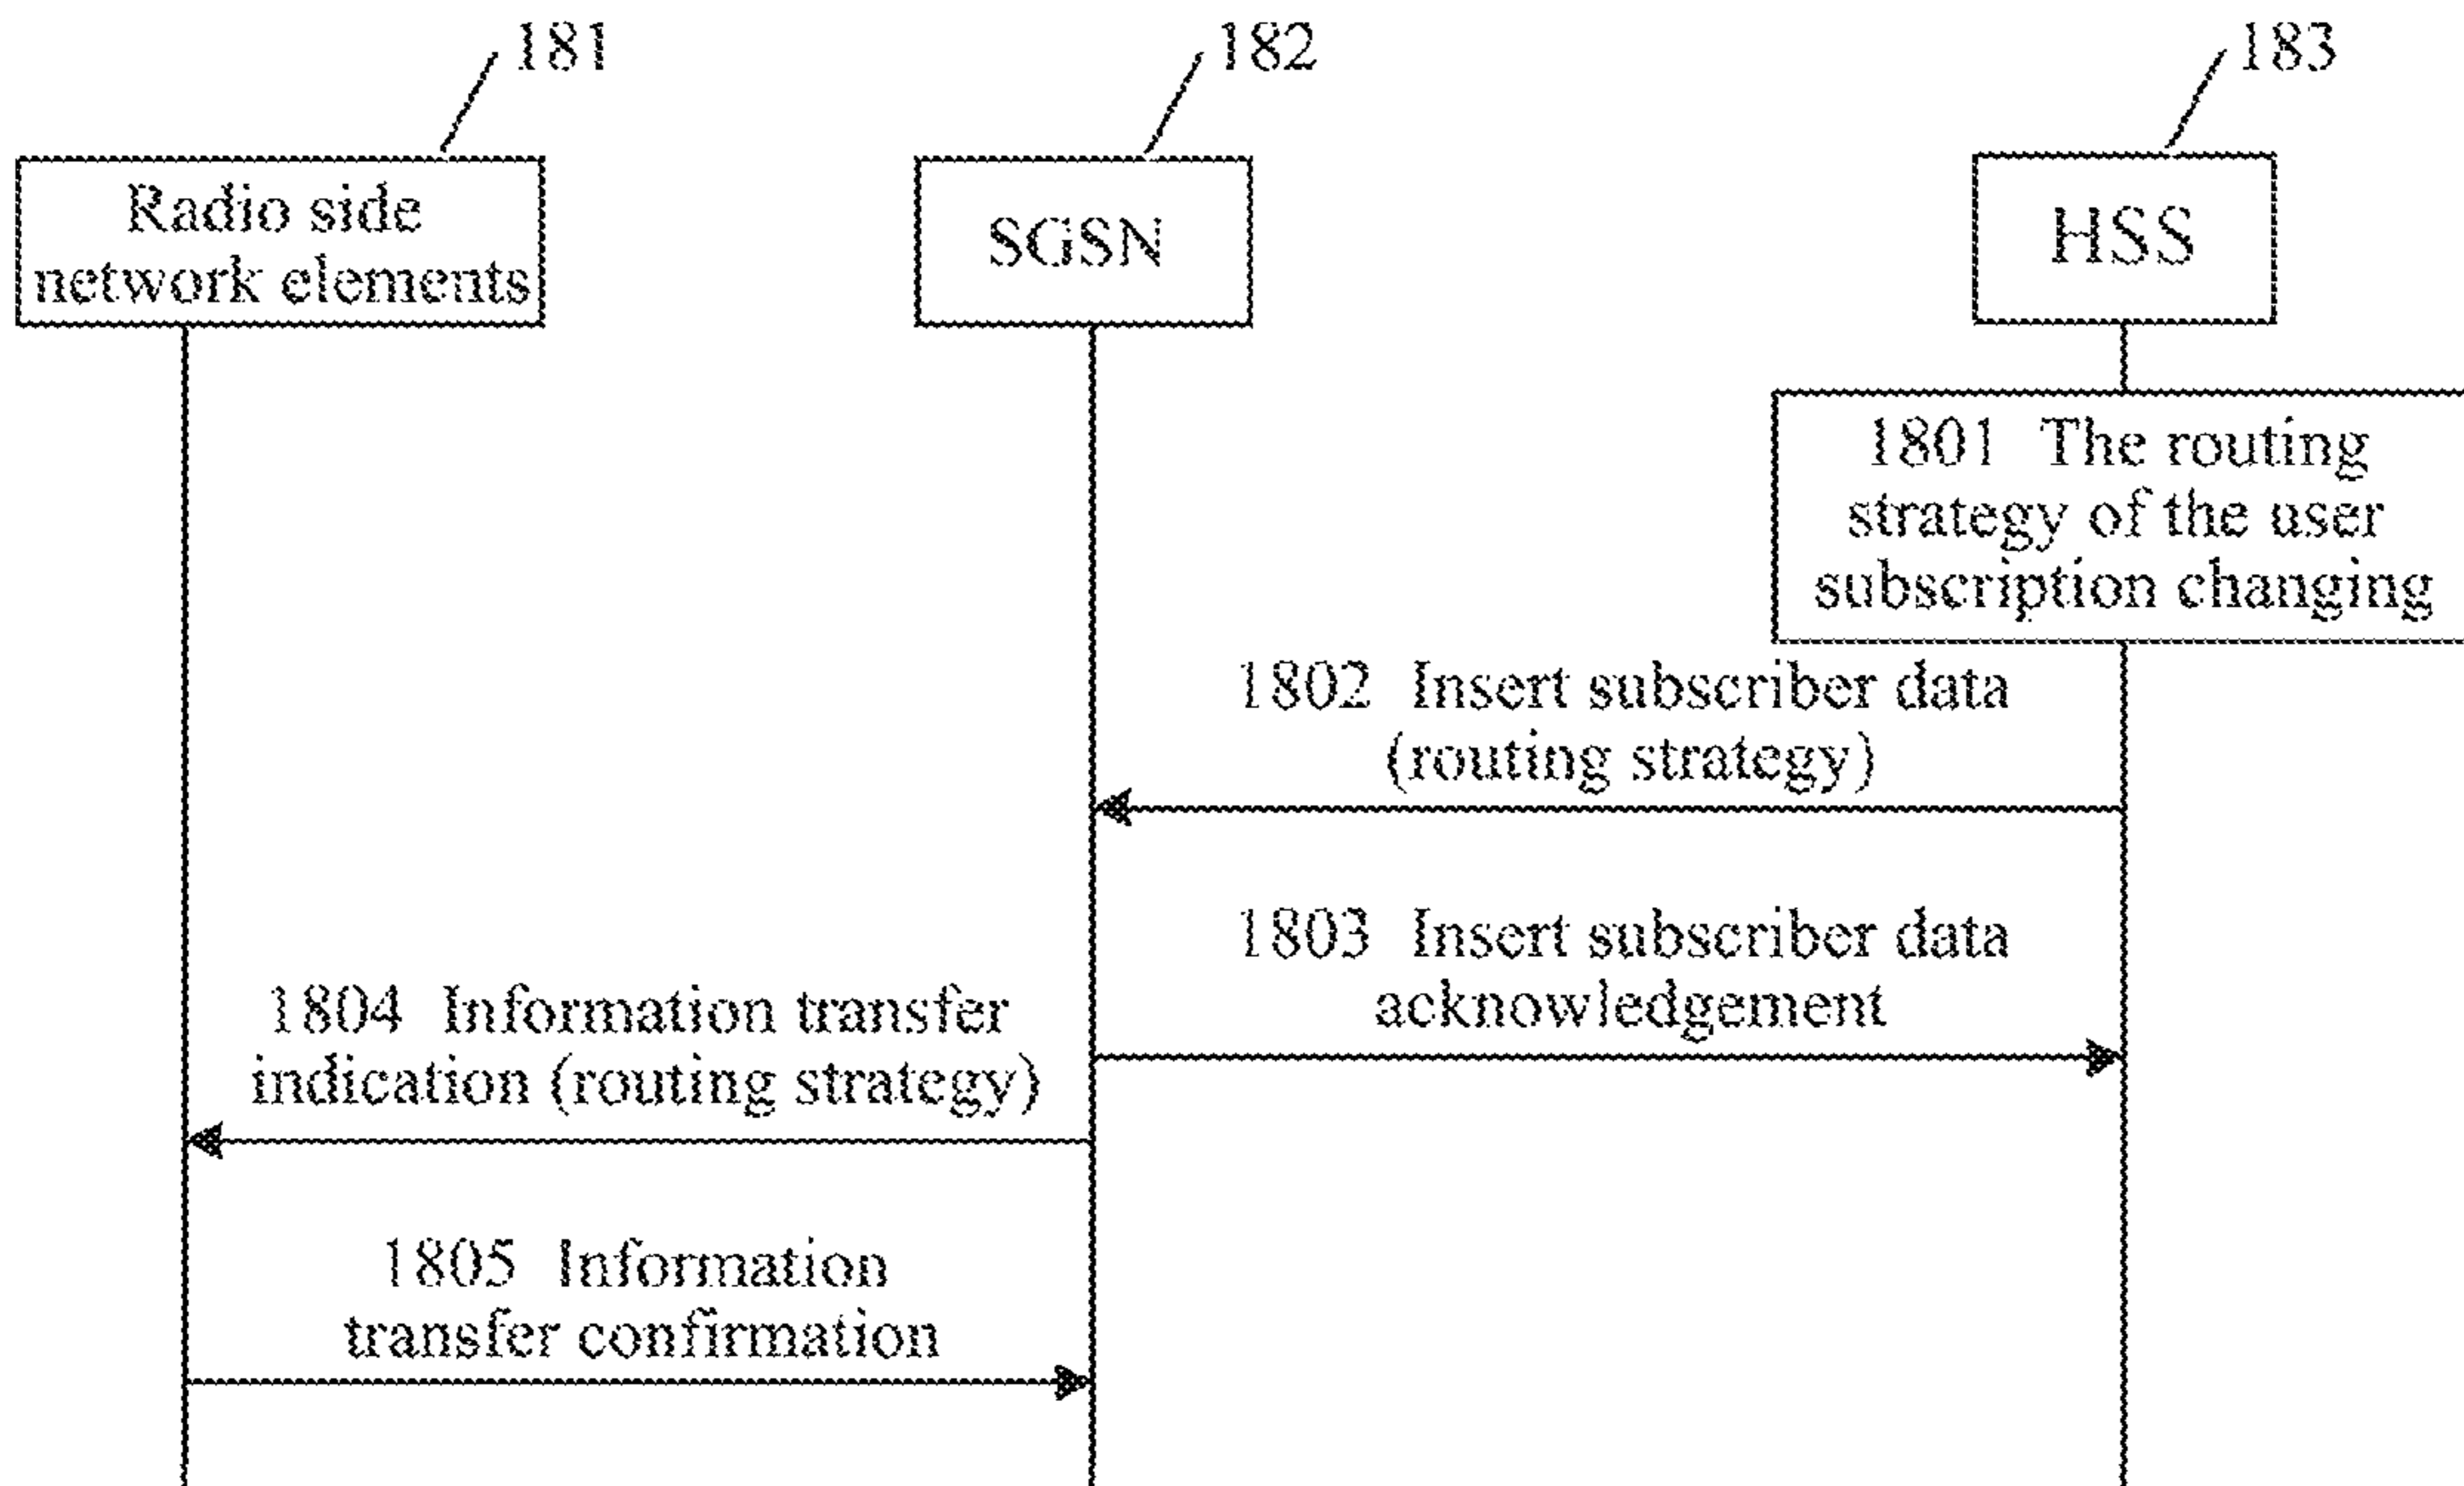 181
182
183
Radio side
network elements
SGSN
HSS
1801 The routing
strategy of the user
subscription changing
1802 Insert subscriber data
(routing strategy)
1803 Insert subscriber data
acknowledgement
1804 Information transfer
indication (routing strategy)
1805 Information
transfer confirmation